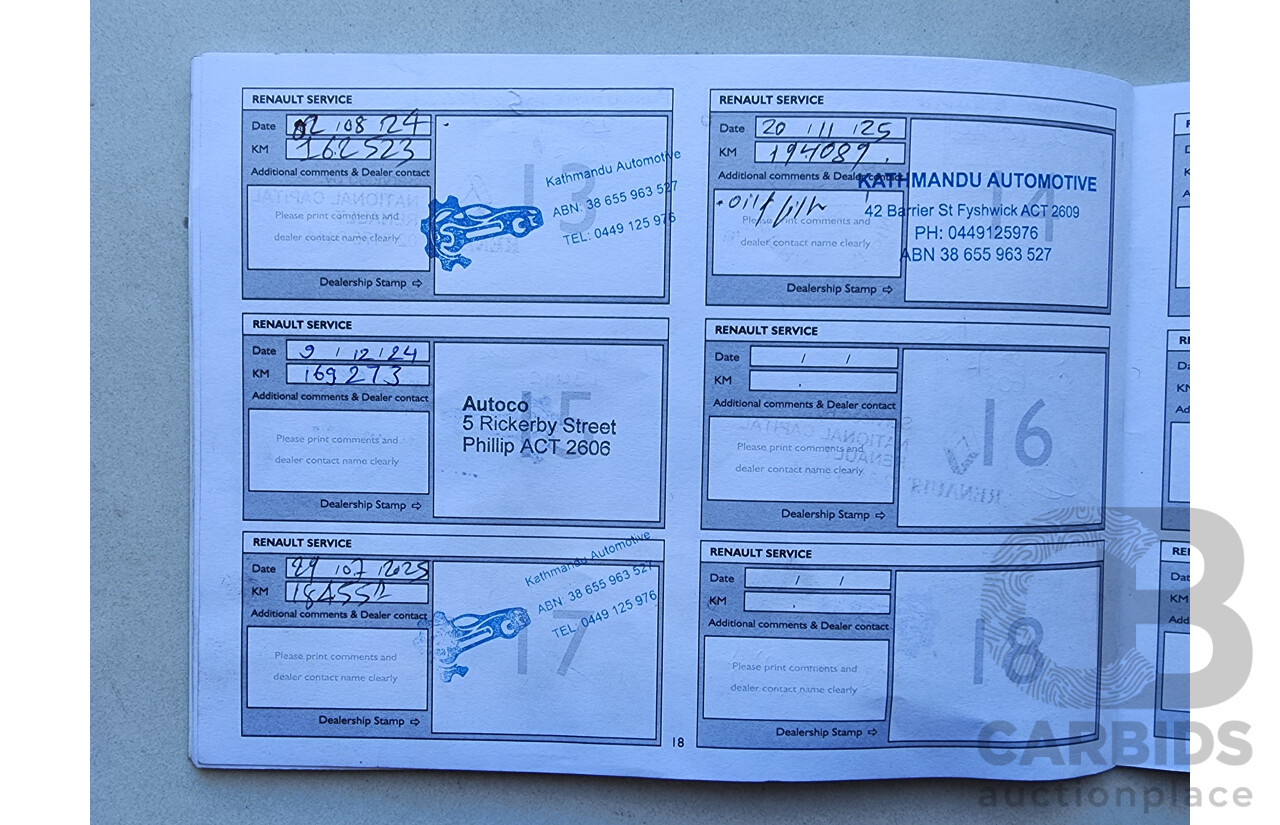 RENAULT SERVICE
Date 02 / 08 / 24
KM 162523
Additional comments & Dealer contact
Please print comments and
dealer contact name clearly
Dealership Stamp ⇨
13
Kathmandu Automotive
ABN: 38 655 963 527
TEL: 0449 125 976
RENAULT SERVICE
Date 20 / 11 / 25
KM 194089
Additional comments & Dealer contact
• oil + filt
Please print comments and
dealer contact name clearly
Dealership Stamp ⇨
14
KATHMANDU AUTOMOTIVE
42 Barrier St Fyshwick ACT 2609
PH: 0449125976
ABN 38 655 963 527
RENAULT SERVICE
Date 9 / 12 / 24
KM 169273
Additional comments & Dealer contact
Please print comments and
dealer contact name clearly
Dealership Stamp ⇨
15
Autoco
5 Rickerby Street
Phillip ACT 2606
RENAULT SERVICE
Date / /
KM
Additional comments & Dealer contact
Please print comments and
dealer contact name clearly
Dealership Stamp ⇨
16
RENAULT SERVICE
Date 29 / 07 / 2025
KM
Additional comments & Dealer contact
Please print comments and
dealer contact name clearly
Dealership Stamp ⇨
17
Kathmandu Automotive
ABN: 38 655 963 527
TEL: 0449 125 976
RENAULT SERVICE
Date / /
KM
Additional comments & Dealer contact
Please print comments and
dealer contact name clearly
Dealership Stamp ⇨
18
18
CARBIDS
auctionplace